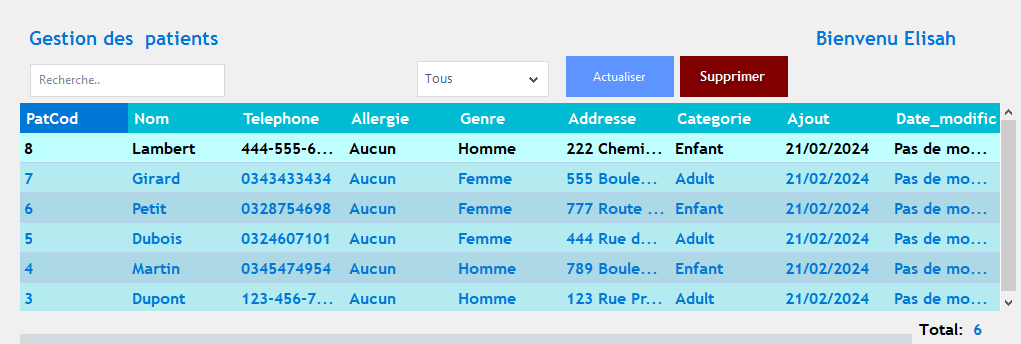 Gestion des patients Bienvenu Elisah
Recherche.. Tous Actualiser Supprimer
PatCod Nom Telephone Allergie Genre Addresse Categorie Ajout Date_modific
8 Lambert 444-555-6... Aucun Homme 222 Chemi... Enfant 21/02/2024 Pas de mo...
7 Girard 0343433434 Aucun Femme 555 Boule... Adult 21/02/2024 Pas de mo...
6 Petit 0328754698 Aucun Femme 777 Route ... Enfant 21/02/2024 Pas de mo...
5 Dubois 0324607101 Aucun Femme 444 Rue d... Adult 21/02/2024 Pas de mo...
4 Martin 0345474954 Aucun Homme 789 Boule... Enfant 21/02/2024 Pas de mo...
3 Dupont 123-456-7... Aucun Homme 123 Rue Pr... Adult 21/02/2024 Pas de mo...
Total: 6